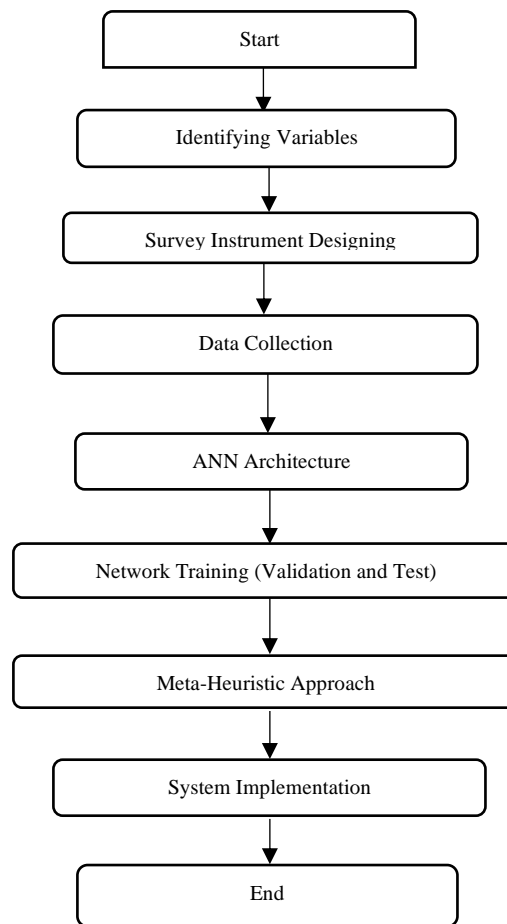 Start
Identifying Variables
Survey Instrument Designing
Data Collection
ANN Architecture
Network Training (Validation and Test)
Meta-Heuristic Approach
System Implementation
End